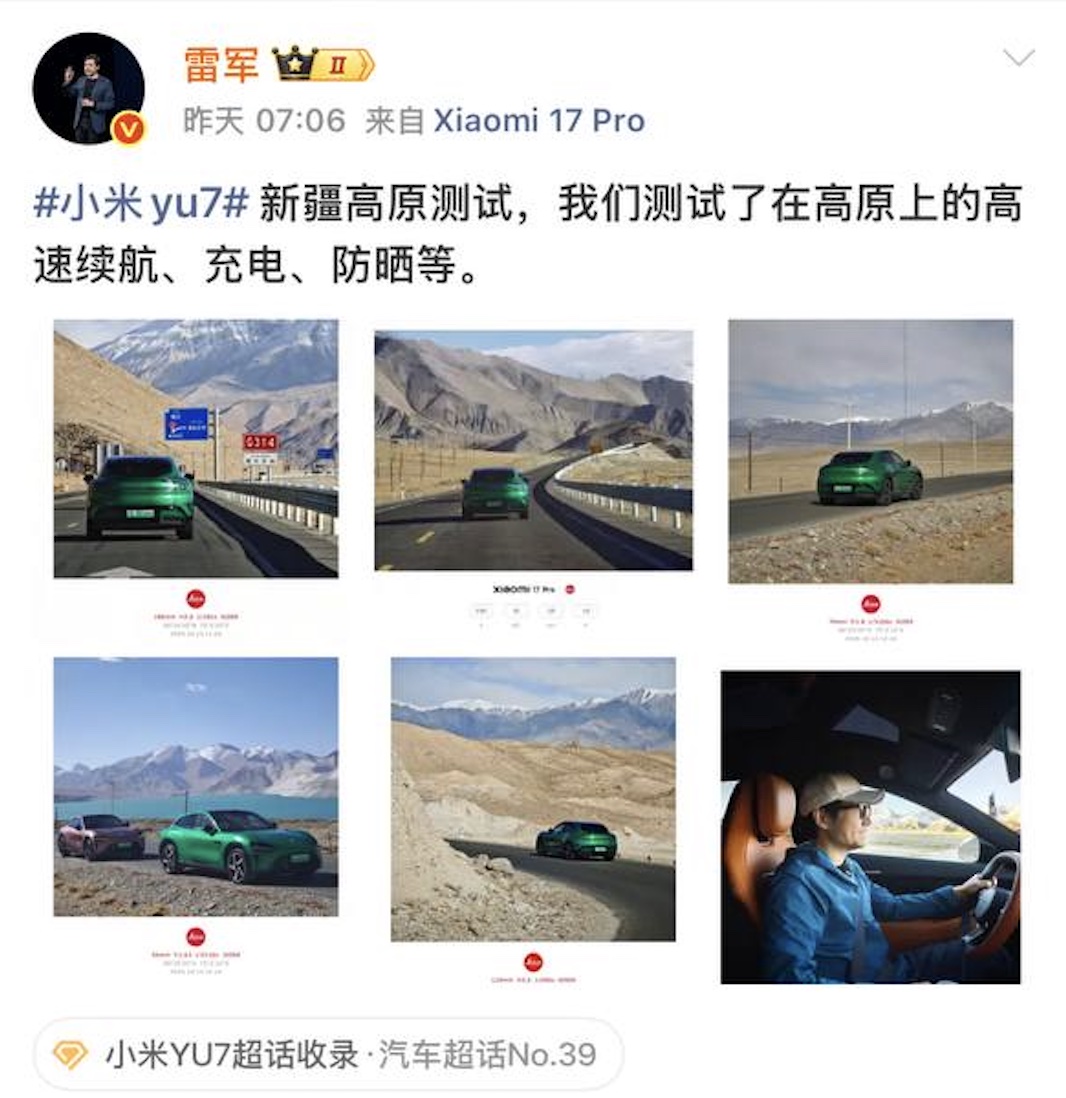 雷军
II
昨天 07:06 来自 Xiaomi 17 Pro
#小米yu7# 新疆高原测试，我们测试了在高原上的高
速续航、充电、防晒等。
G314
XIAOMI 17 Pro
小米YU7超话收录·汽车超话No.39